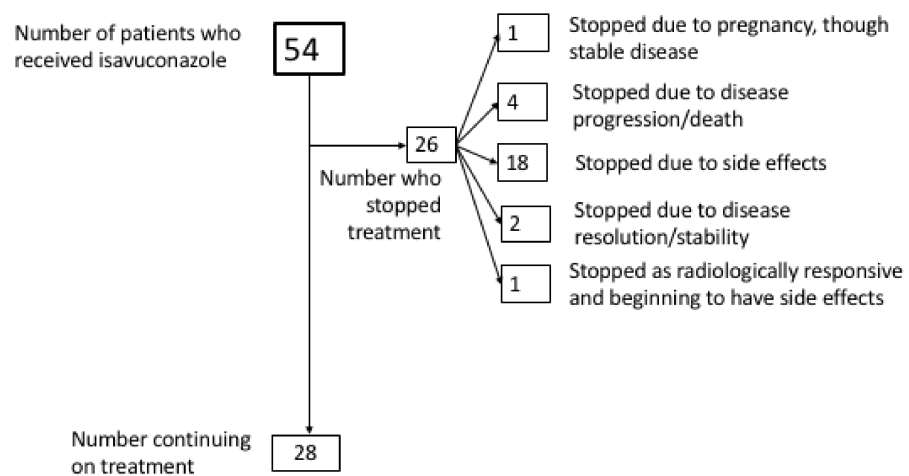 Number of patients who
received isavuconazole
54
1
Stopped due to pregnancy, though
stable disease
4
Stopped due to disease
progression/death
26
18
Stopped due to side effects
Number who
stopped
treatment
2
Stopped due to disease
resolution/stability
1
Stopped as radiologically responsive
and beginning to have side effects
Number continuing
on treatment
28